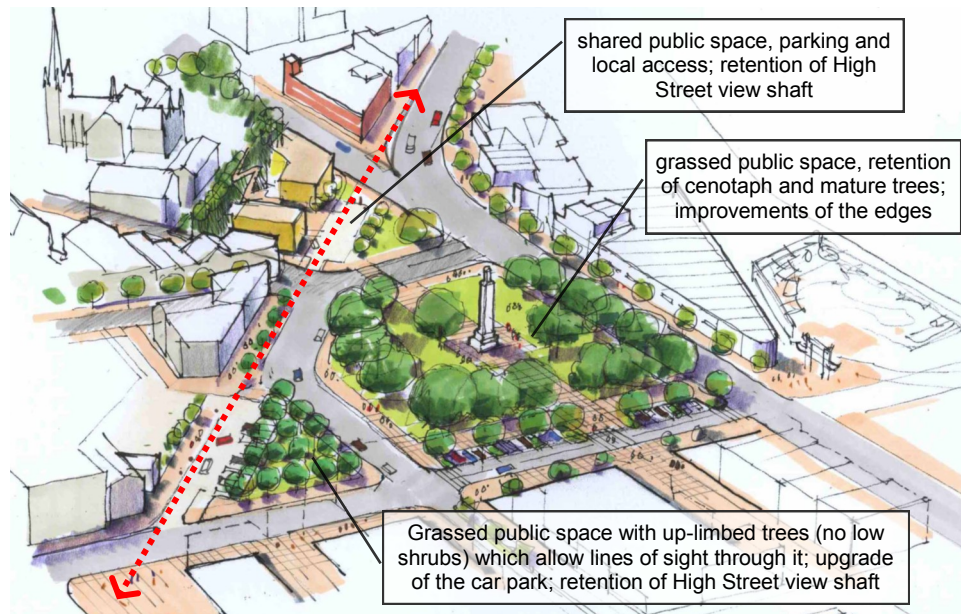 shared public space, parking and
local access; retention of High
Street view shaft
grassed public space, retention
of cenotaph and mature trees;
improvements of the edges
Grassed public space with up-limbed trees (no low
shrubs) which allow lines of sight through it; upgrade
of the car park; retention of High Street view shaft